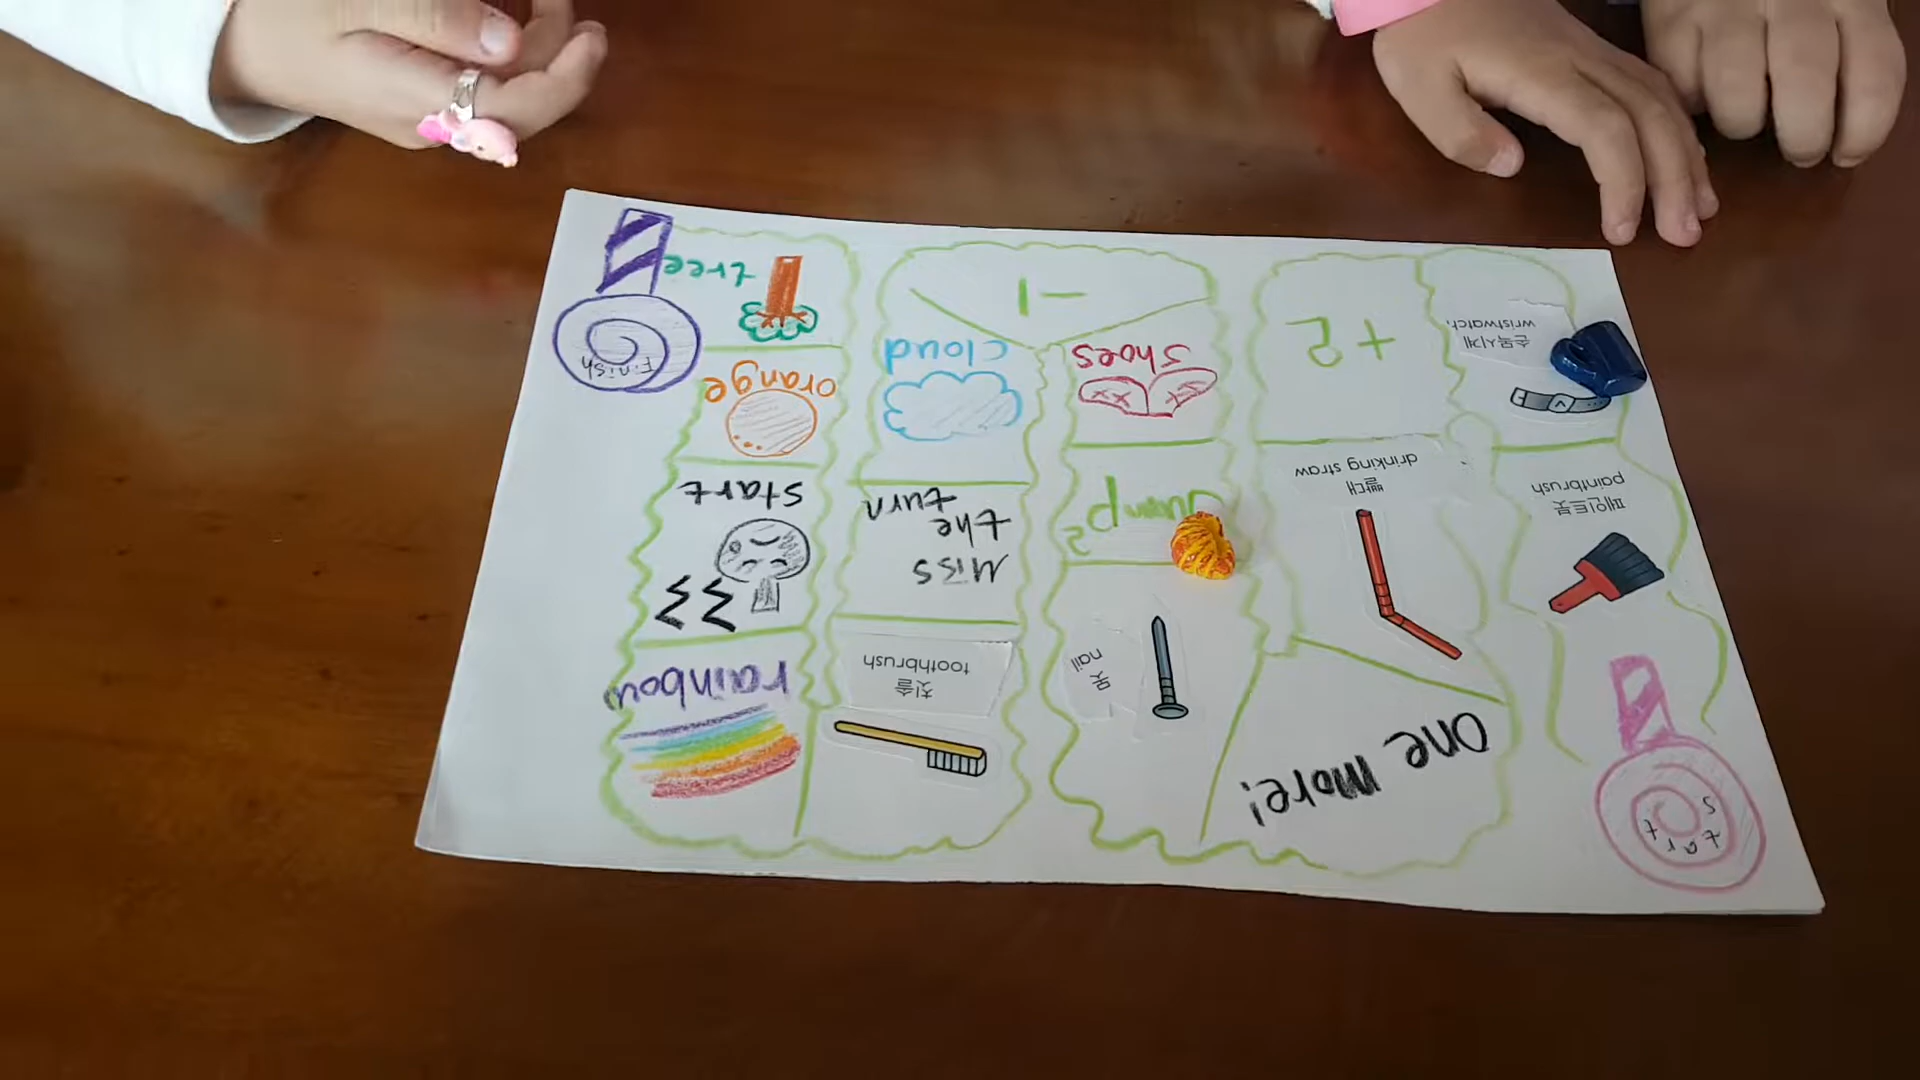 Start
페인트붓
paintbrush
손목시계
wristwatch
+2
빨대
drinking straw
One more!
못
nail
Jumps
shoes
-1
cloud
Miss
the
turn
칫솔
toothbrush
rainbow
start
orange
tree
Finish